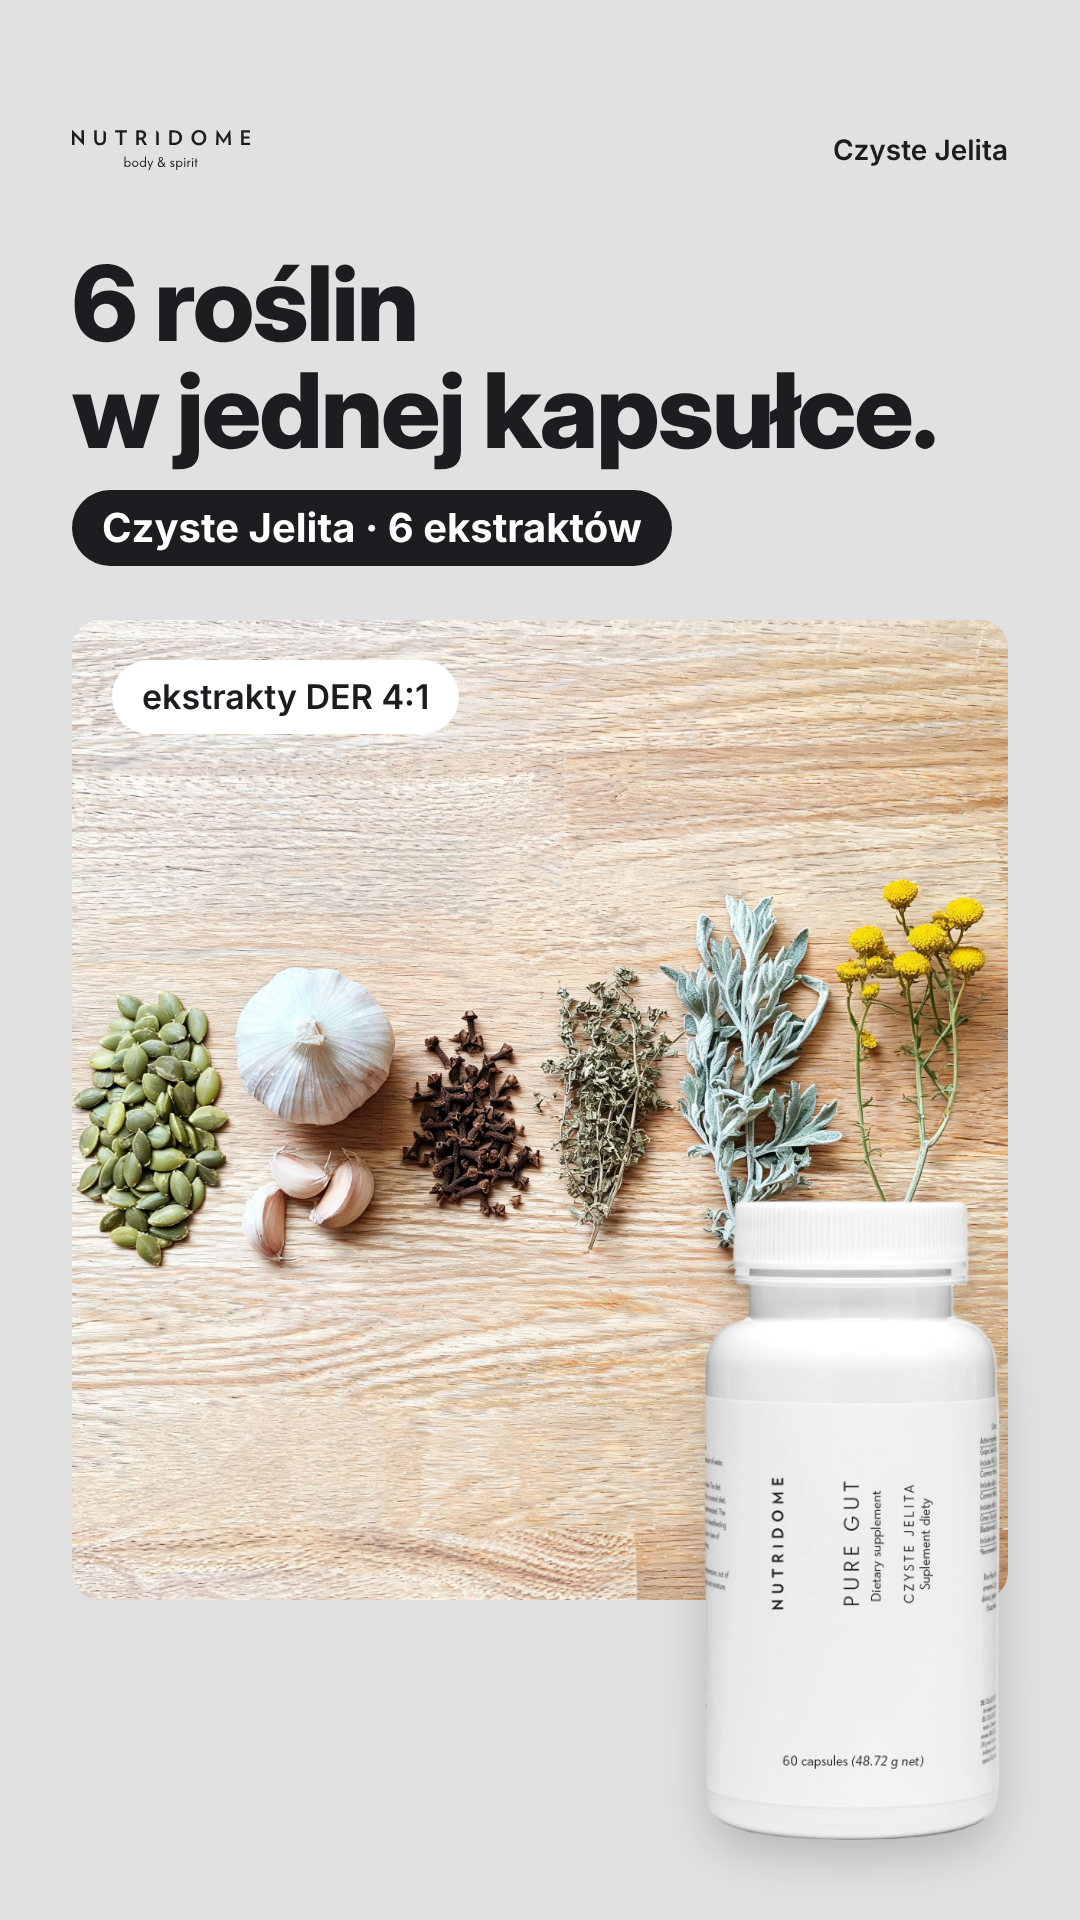 NUTRIDOME
body & spirit
Czyste Jelita
6 roślin
w jednej kapsułce.
Czyste Jelita · 6 ekstraktów
ekstrakty DER 4:1
NUTRIDOME
PURE GUT
Dietary supplement
CZYSTE JELITA
Suplement diety
60 capsules (48.72 g net)